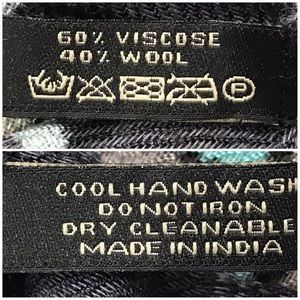 60% VISCOSE
40% WOOL
P
COOL HAND WASH
DO NOT IRON
DRY CLEANABLE
MADE IN INDIA